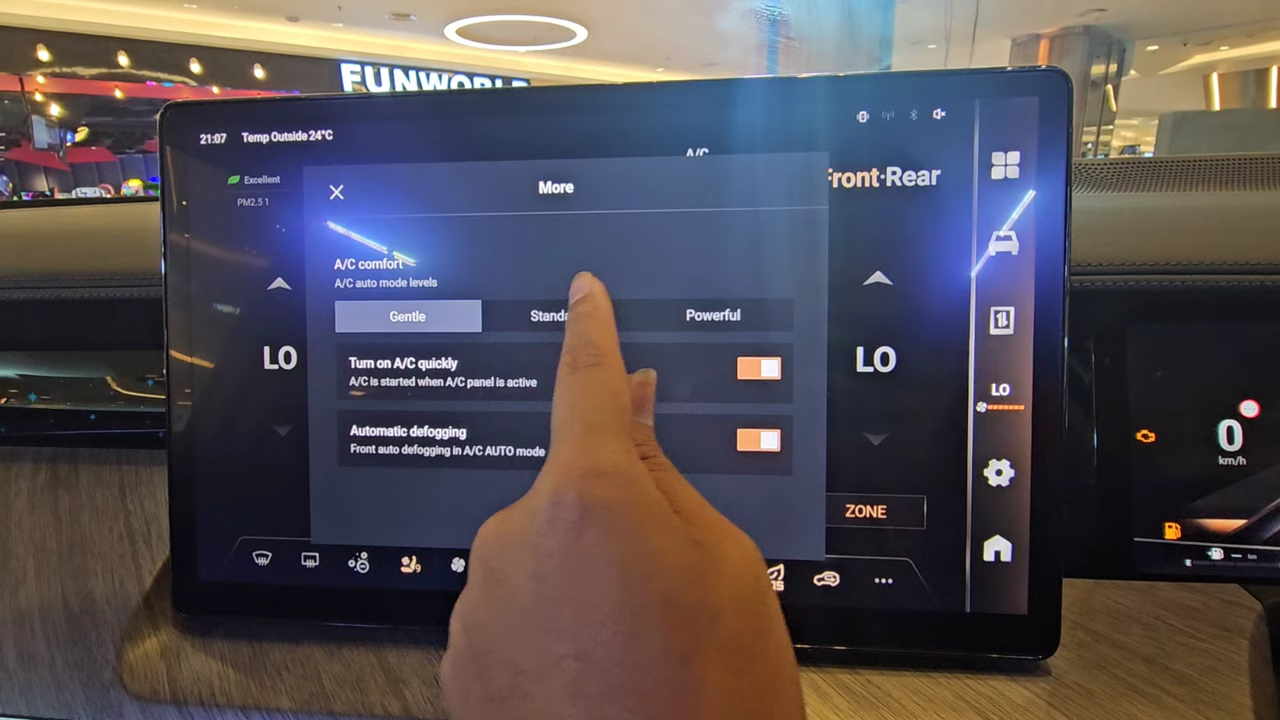 FUNWORLD
21:07 Temp Outside 24°C
A/C
Excellent
PM2.5 1
More
Front·Rear
A/C comfort
A/C auto mode levels
Gentle Standa Powerful
LO
LO
Turn on A/C quickly
A/C is started when A/C panel is active
LO
Automatic defogging
Front auto defogging in A/C AUTO mode
0
km/h
ZONE